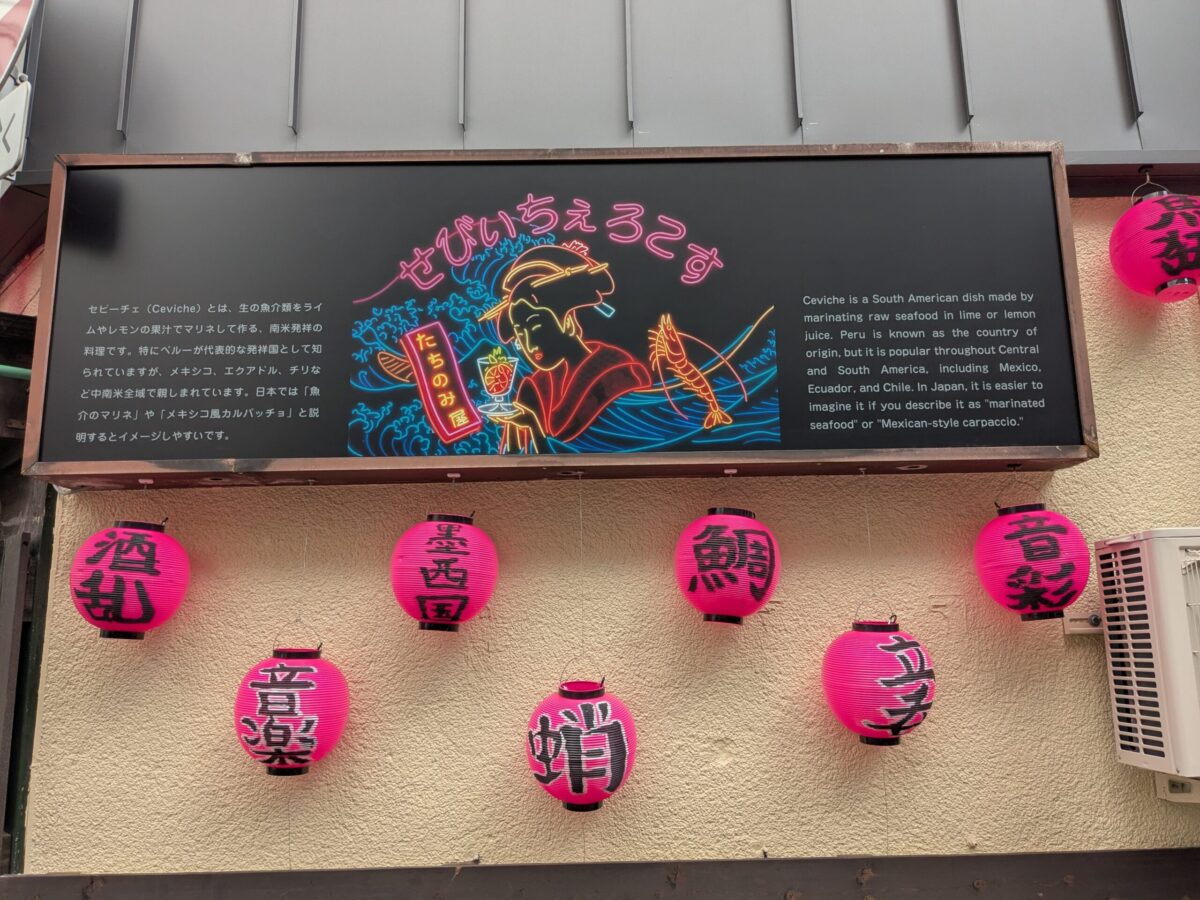 せびいちぇろこす
たちのみ屋
セビーチェ（Ceviche）とは、生の魚介類をライ
ムやレモンの果汁でマリネして作る、南米発祥の
料理です。特にペルーが代表的な発祥国として知
られていますが、メキシコ、エクアドル、チリな
ど中南米全域で親しまれています。日本では「魚
介のマリネ」や「メキシコ風カルパッチョ」と説
明するとイメージしやすいです。
Ceviche is a South American dish made by
marinating raw seafood in lime or lemon
juice. Peru is known as the country of
origin, but it is popular throughout Central
and South America, including Mexico,
Ecuador, and Chile. In Japan, it is easier to
imagine it if you describe it as "marinated
seafood" or "Mexican-style carpaccio."
酒乱
墨西国
鯛
音彩
音楽
蛸
立